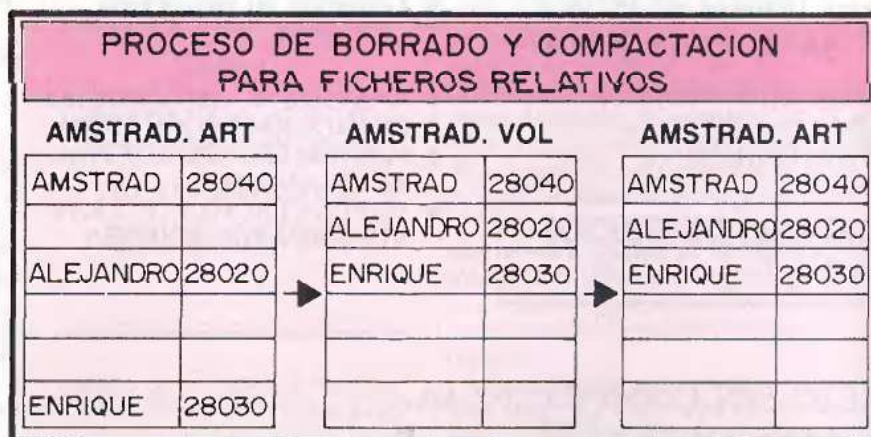 PROCESO DE BORRADO Y COMPACTACION
PARA FICHEROS RELATIVOS
AMSTRAD. ART
AMSTRAD 28040
ALEJANDRO 28020
ENRIQUE 28030
AMSTRAD. VOL
AMSTRAD 28040
ALEJANDRO 28020
ENRIQUE 28030
AMSTRAD. ART
AMSTRAD 28040
ALEJANDRO 28020
ENRIQUE 28030